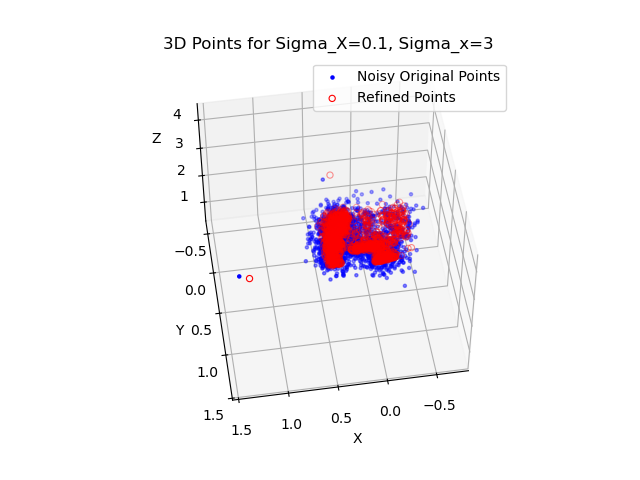 3D Points for Sigma_X=0.1, Sigma_x=3
Noisy Original Points
Refined Points
4
3
2
1
Z
−0.5
0.0
0.5
1.0
1.5
Y
1.5
1.0
0.5
0.0
−0.5
X